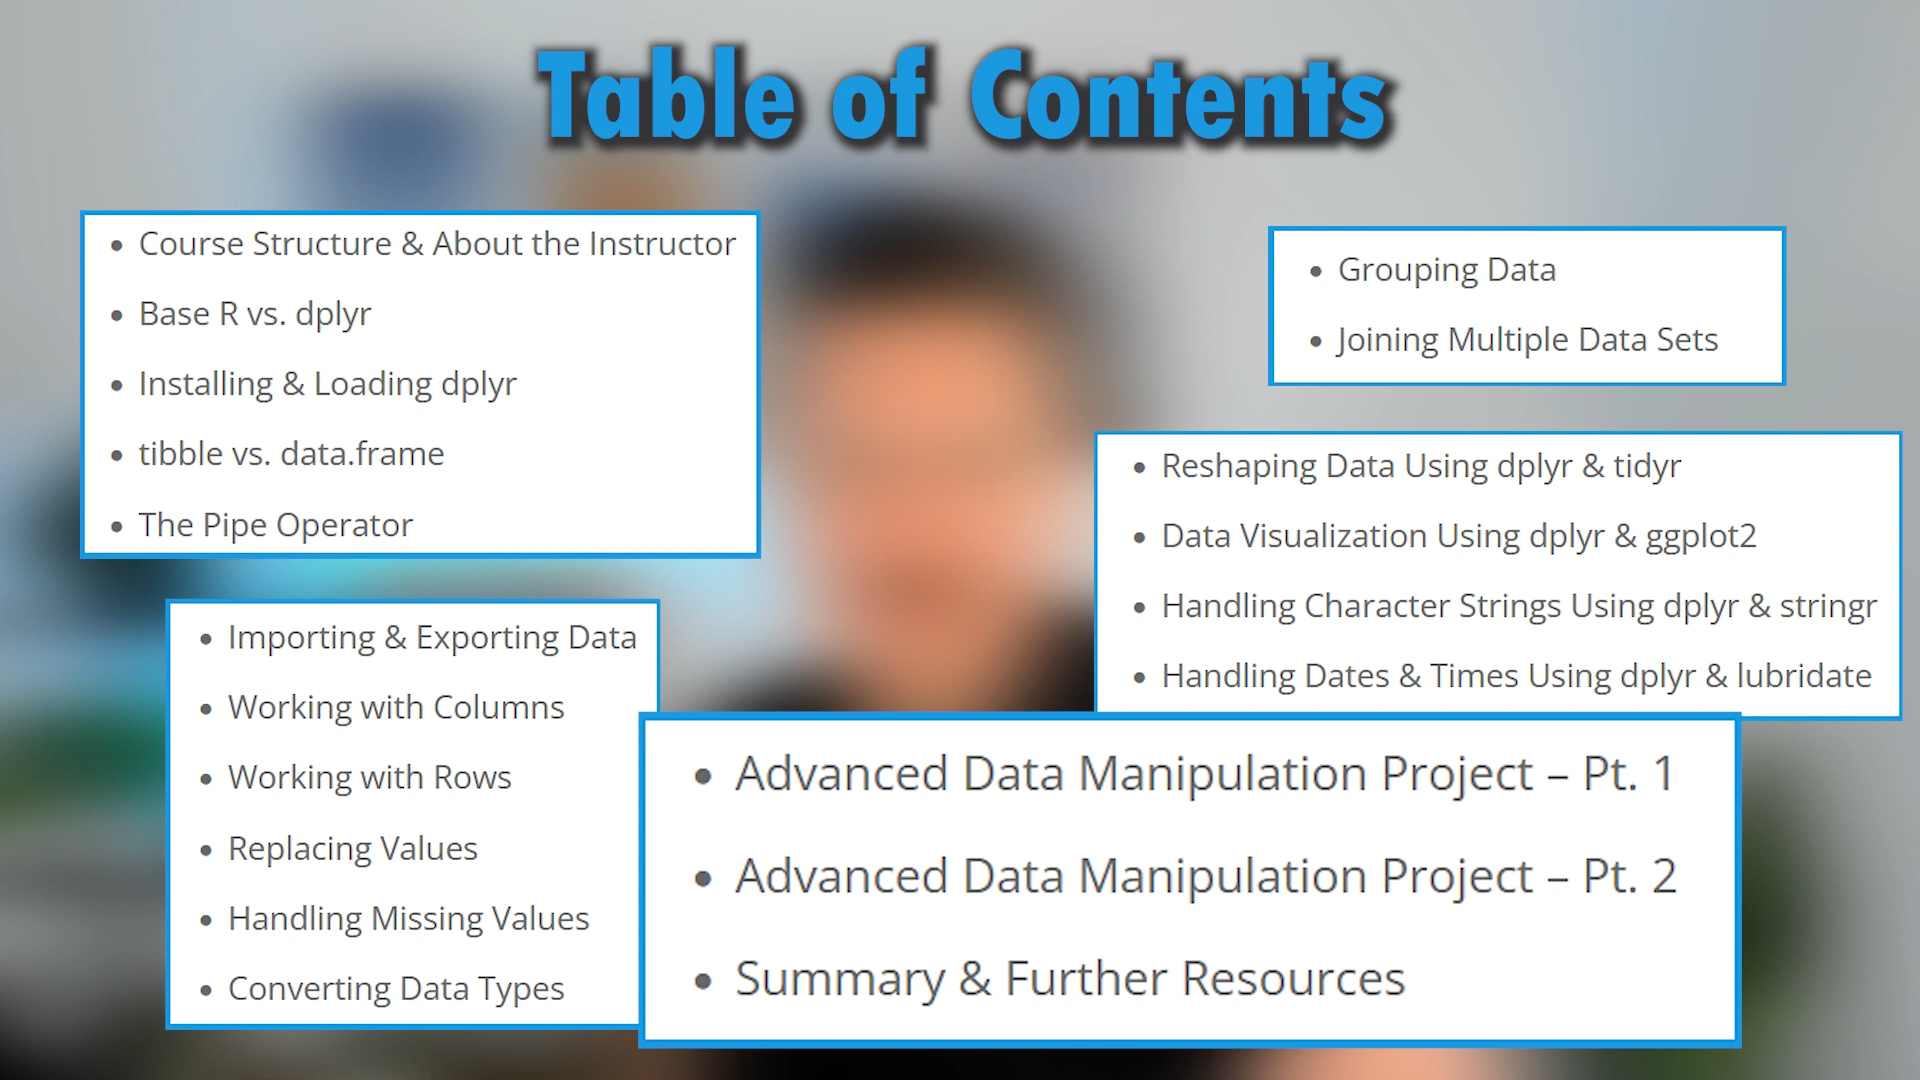 Table of Contents
Course Structure & About the Instructor
Base R vs. dplyr
Installing & Loading dplyr
tibble vs. data.frame
The Pipe Operator
Importing & Exporting Data
Working with Columns
Working with Rows
Replacing Values
Handling Missing Values
Converting Data Types
Grouping Data
Joining Multiple Data Sets
Reshaping Data Using dplyr & tidyr
Data Visualization Using dplyr & ggplot2
Handling Character Strings Using dplyr & stringr
Handling Dates & Times Using dplyr & lubridate
Advanced Data Manipulation Project – Pt. 1
Advanced Data Manipulation Project – Pt. 2
Summary & Further Resources